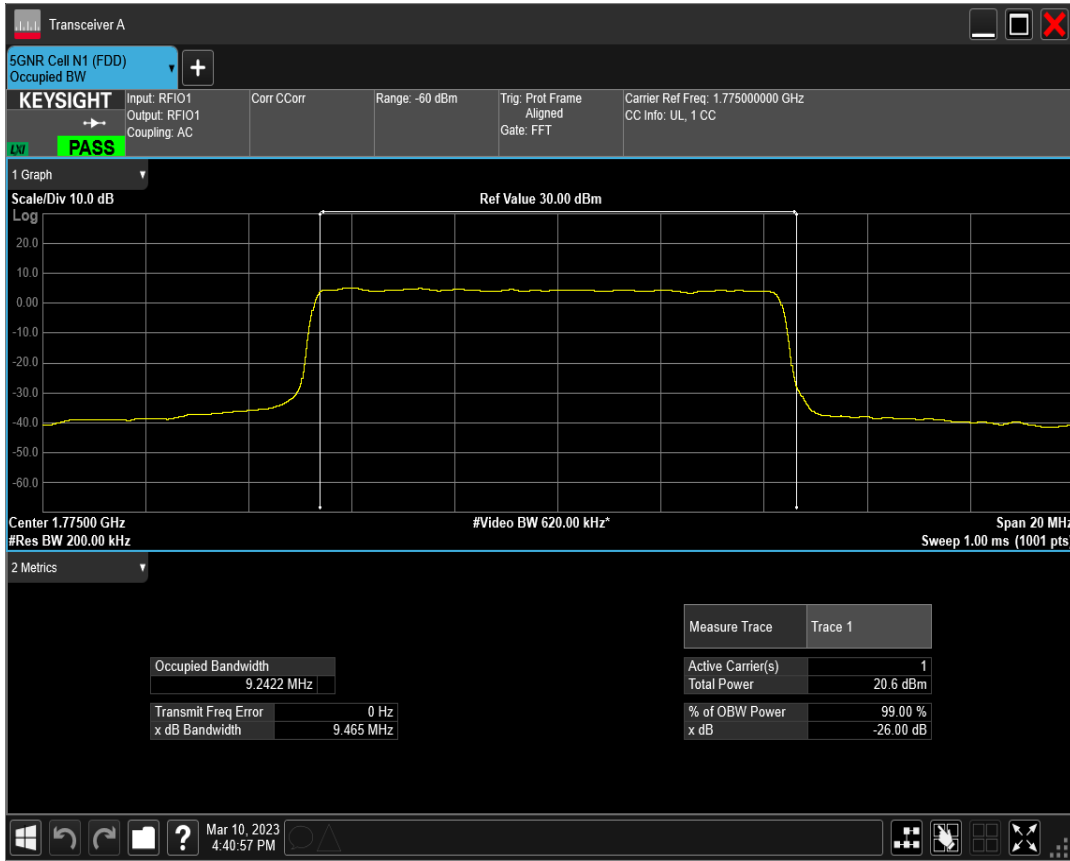 Transceiver A
5GNR Cell N1 (FDD)
Occupied BW
+
KEYSIGHT
LXI
PASS
Input: RFIO1
Output: RFIO1
Coupling: AC
Corr CCorr
Range: -60 dBm
Trig: Prot Frame
Aligned
Gate: FFT
Carrier Ref Freq: 1.775000000 GHz
CC Info: UL, 1 CC
1 Graph
Scale/Div 10.0 dB
Ref Value 30.00 dBm
Log
20.0
10.0
0.00
-10.0
-20.0
-30.0
-40.0
-50.0
-60.0
Center 1.77500 GHz
#Video BW 620.00 kHz*
Span 20 MHz
#Res BW 200.00 kHz
Sweep 1.00 ms (1001 pts)
2 Metrics
Measure Trace Trace 1
Occupied Bandwidth
9.2422 MHz
Active Carrier(s) 1
Total Power 20.6 dBm
Transmit Freq Error 0 Hz
x dB Bandwidth 9.465 MHz
% of OBW Power 99.00 %
x dB -26.00 dB
?
Mar 10, 2023
4:40:57 PM